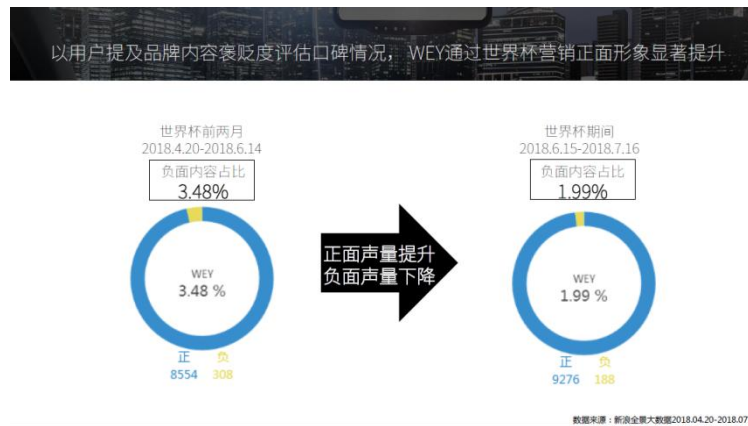 以用户提及品牌内容褒贬度评估口碑情况， WEY通过世界杯营销正面形象显著提升
世界杯前两月
2018.4.20-2018.6.14
负面内容占比
3.48%
WEY
3.48 %
正 负
8554 308
正面声量提升
负面声量下降
世界杯期间
2018.6.15-2018.7.16
负面内容占比
1.99%
WEY
1.99 %
正 负
9276 188
数据来源：新浪全景大数据2018.04.20-2018.07